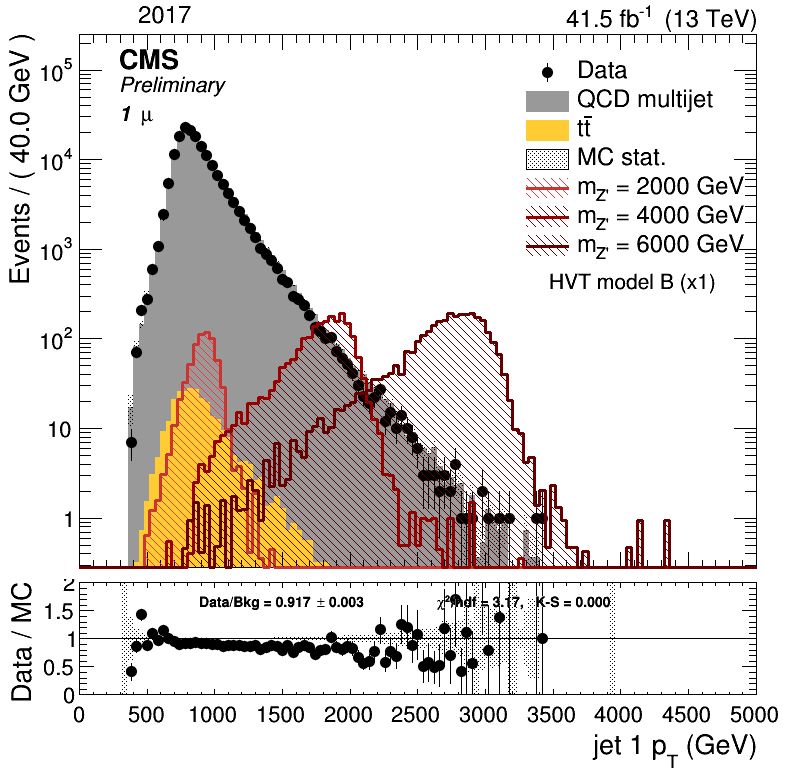 2017
41.5 fb⁻¹ (13 TeV)
CMS
Preliminary
1 μ
Data
QCD multijet
tt̄
MC stat.
m_Z' = 2000 GeV
m_Z' = 4000 GeV
m_Z' = 6000 GeV
HVT model B (x1)
Events / ( 40.0 GeV )
10⁵
10⁴
10³
10²
10
1
Data / MC
2
1.5
1
0.5
0
Data/Bkg = 0.917 ± 0.003
χ²/ndf = 3.17, K-S = 0.000
0 500 1000 1500 2000 2500 3000 3500 4000 4500 5000
jet 1 p_T (GeV)